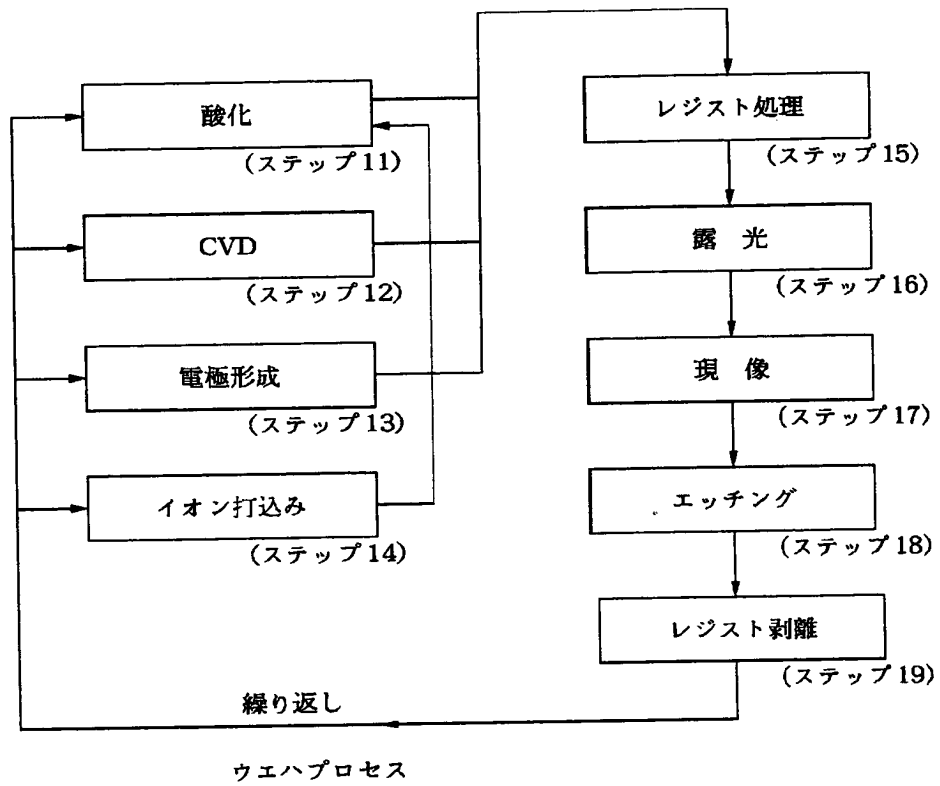 酸化
(ステップ11)
CVD
(ステップ12)
電極形成
(ステップ13)
イオン打込み
(ステップ14)
レジスト処理
(ステップ15)
露 光
(ステップ16)
現 像
(ステップ17)
エッチング
(ステップ18)
レジスト剥離
(ステップ19)
繰り返し
ウエハプロセス